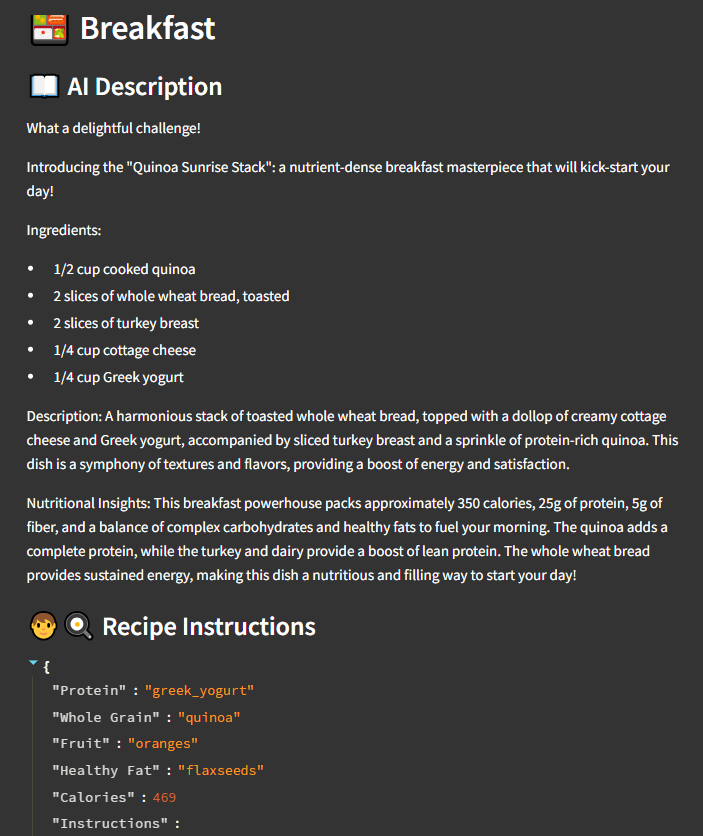 Breakfast
AI Description
What a delightful challenge!
Introducing the "Quinoa Sunrise Stack": a nutrient-dense breakfast masterpiece that will kick-start your
day!
Ingredients:
• 1/2 cup cooked quinoa
• 2 slices of whole wheat bread, toasted
• 2 slices of turkey breast
• 1/4 cup cottage cheese
• 1/4 cup Greek yogurt
Description: A harmonious stack of toasted whole wheat bread, topped with a dollop of creamy cottage
cheese and Greek yogurt, accompanied by sliced turkey breast and a sprinkle of protein-rich quinoa. This
dish is a symphony of textures and flavors, providing a boost of energy and satisfaction.
Nutritional Insights: This breakfast powerhouse packs approximately 350 calories, 25g of protein, 5g of
fiber, and a balance of complex carbohydrates and healthy fats to fuel your morning. The quinoa adds a
complete protein, while the turkey and dairy provide a boost of lean protein. The whole wheat bread
provides sustained energy, making this dish a nutritious and filling way to start your day!
Recipe Instructions
{
"Protein" : "greek_yogurt"
"Whole Grain" : "quinoa"
"Fruit" : "oranges"
"Healthy Fat" : "flaxseeds"
"Calories" : 469
"Instructions" :